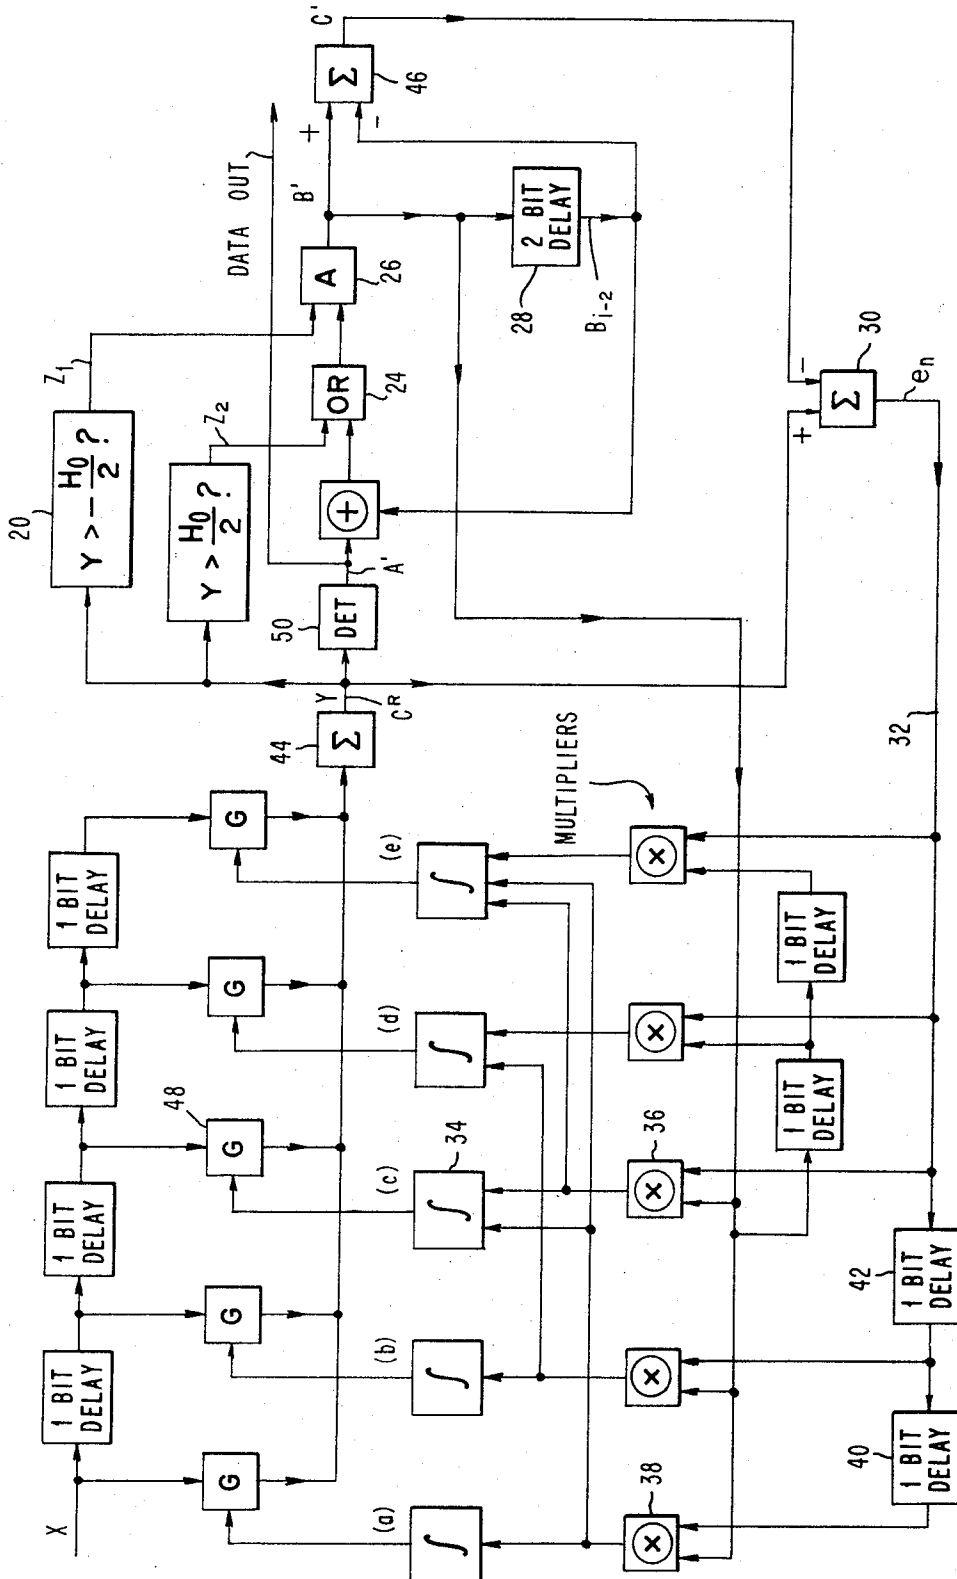 X
1 BIT
DELAY
1 BIT
DELAY
1 BIT
DELAY
1 BIT
DELAY
G
G
48
G
G
G
44
Σ
Y
C^R
(a)
∫
(b)
∫
(c)
∫
34
(d)
∫
(e)
∫
MULTIPLIERS
×
38
×
×
36
×
×
1 BIT
DELAY
1 BIT
DELAY
40
1 BIT
DELAY
42
1 BIT
DELAY
32
20
Y > -H0/2 ?
Z1
Y > H0/2 ?
Z2
50
DET
A'
+
OR
24
A
26
DATA OUT
B'
+
-
Σ
46
C'
28
2 BIT
DELAY
Bi-2
+
-
Σ
30
en